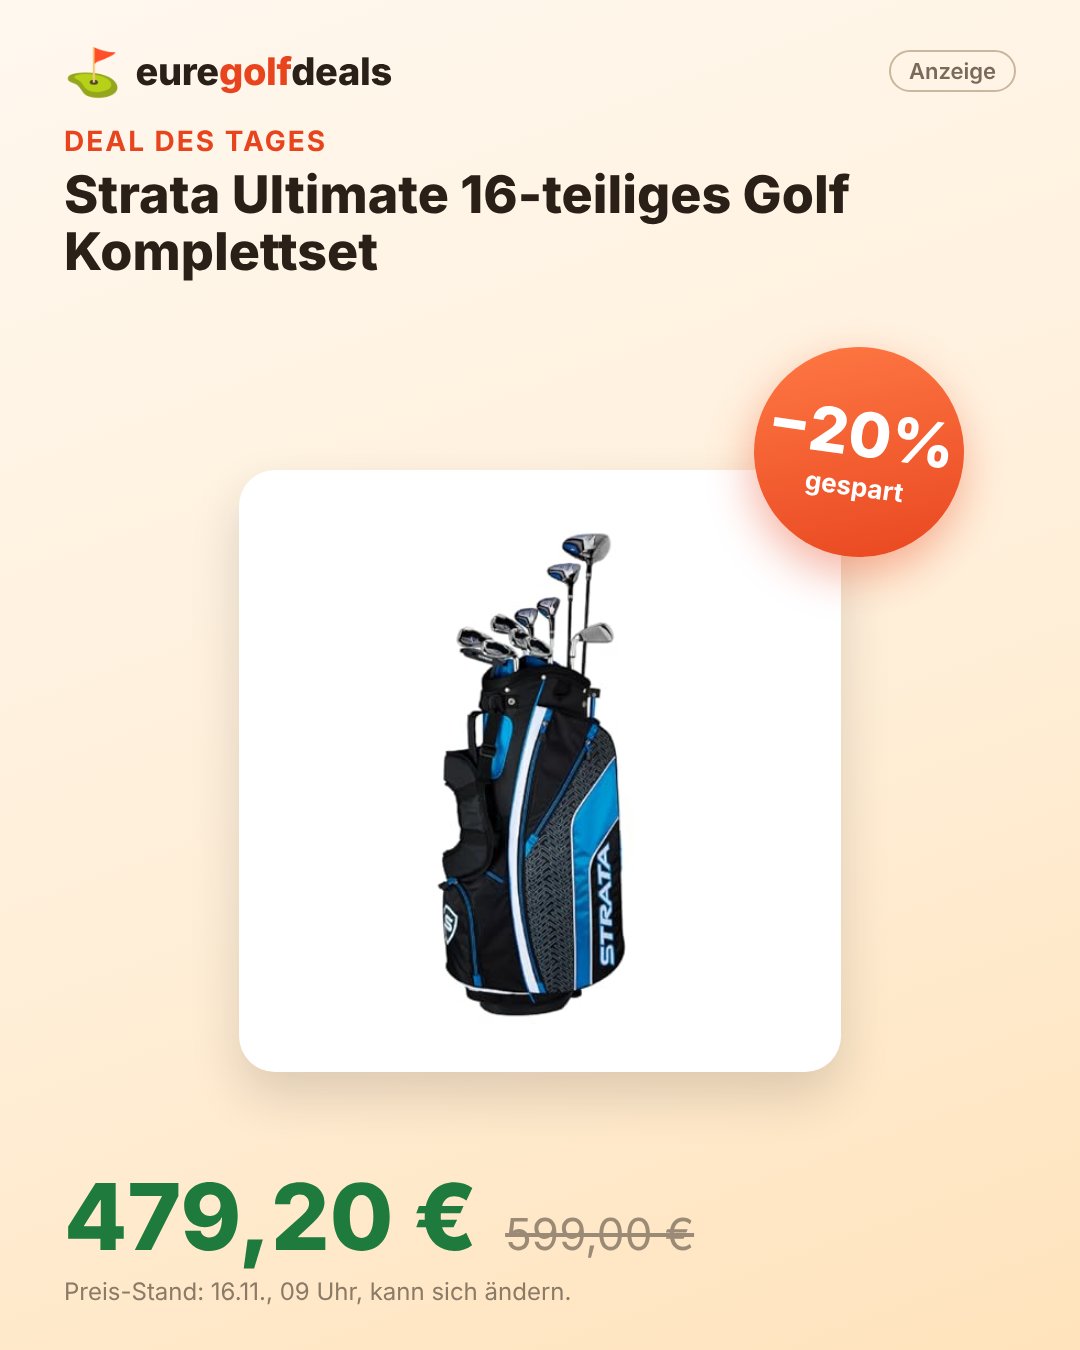 euregolfdeals
Anzeige
DEAL DES TAGES
Strata Ultimate 16-teiliges Golf
Komplettset
−20%
gespart
STRATA
479,20 €
599,00 €
Preis-Stand: 16.11., 09 Uhr, kann sich ändern.